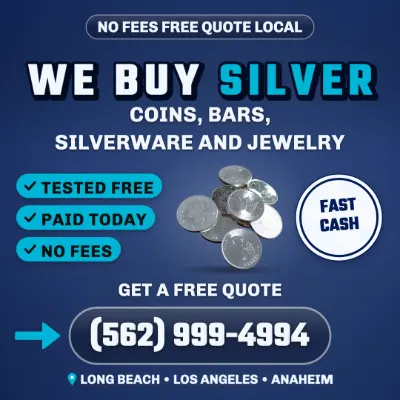 NO FEES FREE QUOTE LOCAL
WE BUY SILVER
COINS, BARS,
SILVERWARE AND JEWELRY
TESTED FREE
PAID TODAY
NO FEES
FAST
CASH
GET A FREE QUOTE
(562) 999-4994
LONG BEACH • LOS ANGELES • ANAHEIM